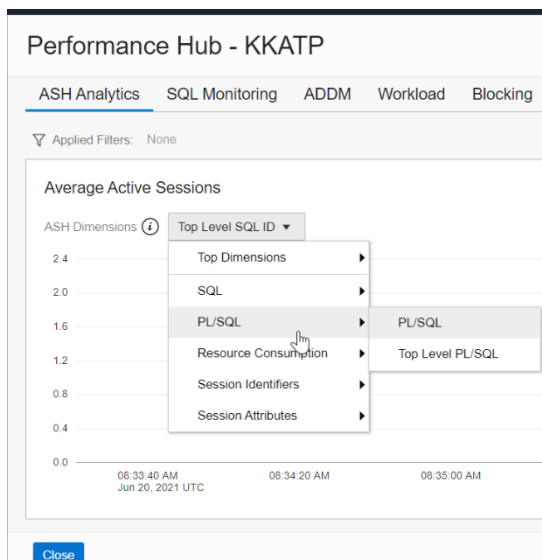 Performance Hub - KKATP
ASH Analytics SQL Monitoring ADDM Workload Blocking
Applied Filters: None
Average Active Sessions
ASH Dimensions i Top Level SQL ID
2.4 Top Dimensions
2.0 SQL
1.6 PL/SQL PL/SQL
1.2 Resource Consumption Top Level PL/SQL
0.8 Session Identifiers
0.4 Session Attributes
0.0
08:33:40 AM 08:34:20 AM 08:35:00 AM
Jun 20, 2021 UTC
Close